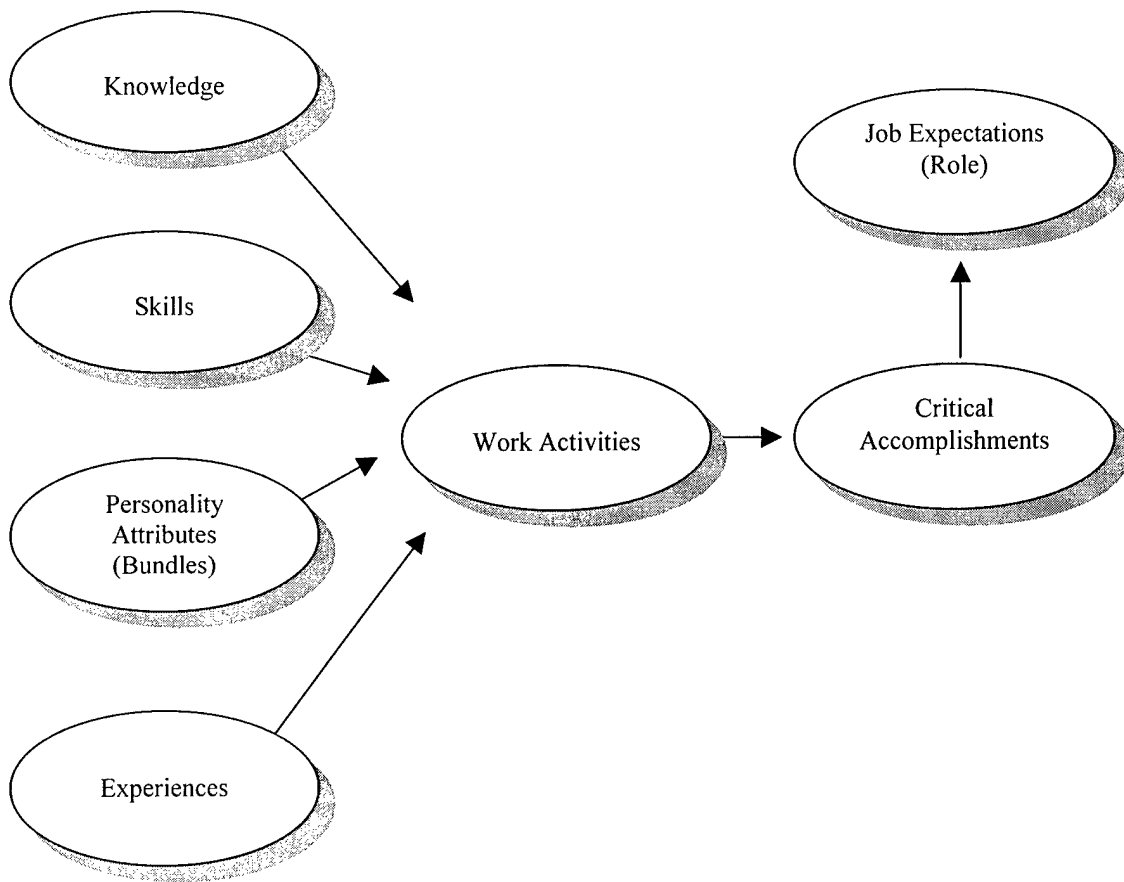 Knowledge
Job Expectations
(Role)
Skills
Work Activities
Critical
Accomplishments
Personality
Attributes
(Bundles)
Experiences